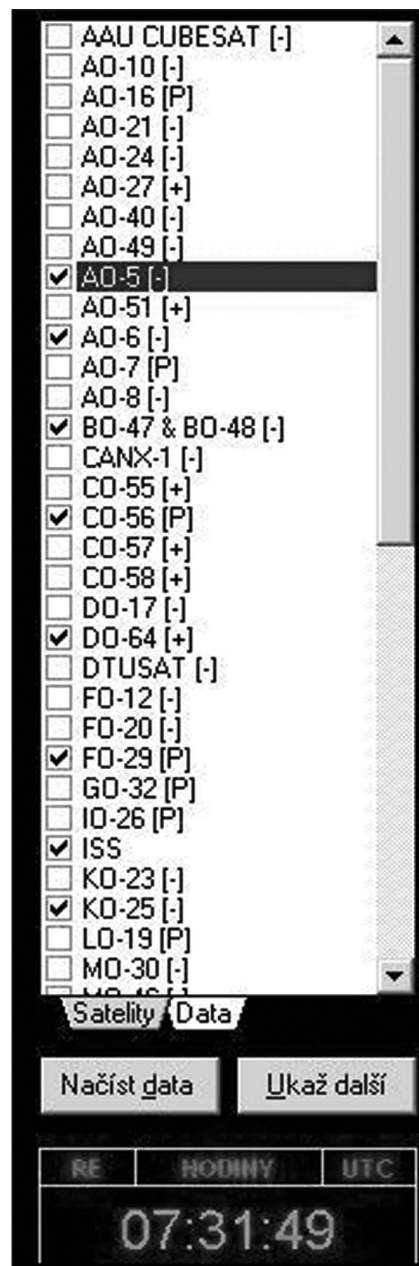 AAU CUBESAT [-]
AO-10 [-]
AO-16 [P]
AO-21 [-]
AO-24 [-]
AO-27 [+]
AO-40 [-]
AO-49 [-]
AO-5 [-]
AO-51 [+]
AO-6 [-]
AO-7 [P]
AO-8 [-]
BO-47 & BO-48 [-]
CANX-1 [-]
CO-55 [+]
CO-56 [P]
CO-57 [+]
CO-58 [+]
DO-17 [-]
DO-64 [+]
DTUSAT [-]
FO-12 [-]
FO-20 [-]
FO-29 [P]
GO-32 [P]
IO-26 [P]
ISS
KO-23 [-]
KO-25 [-]
LO-19 [P]
MO-30 [-]
Satelity Data
Načíst data Ukaž další
RE HODINY UTC
07:31:49